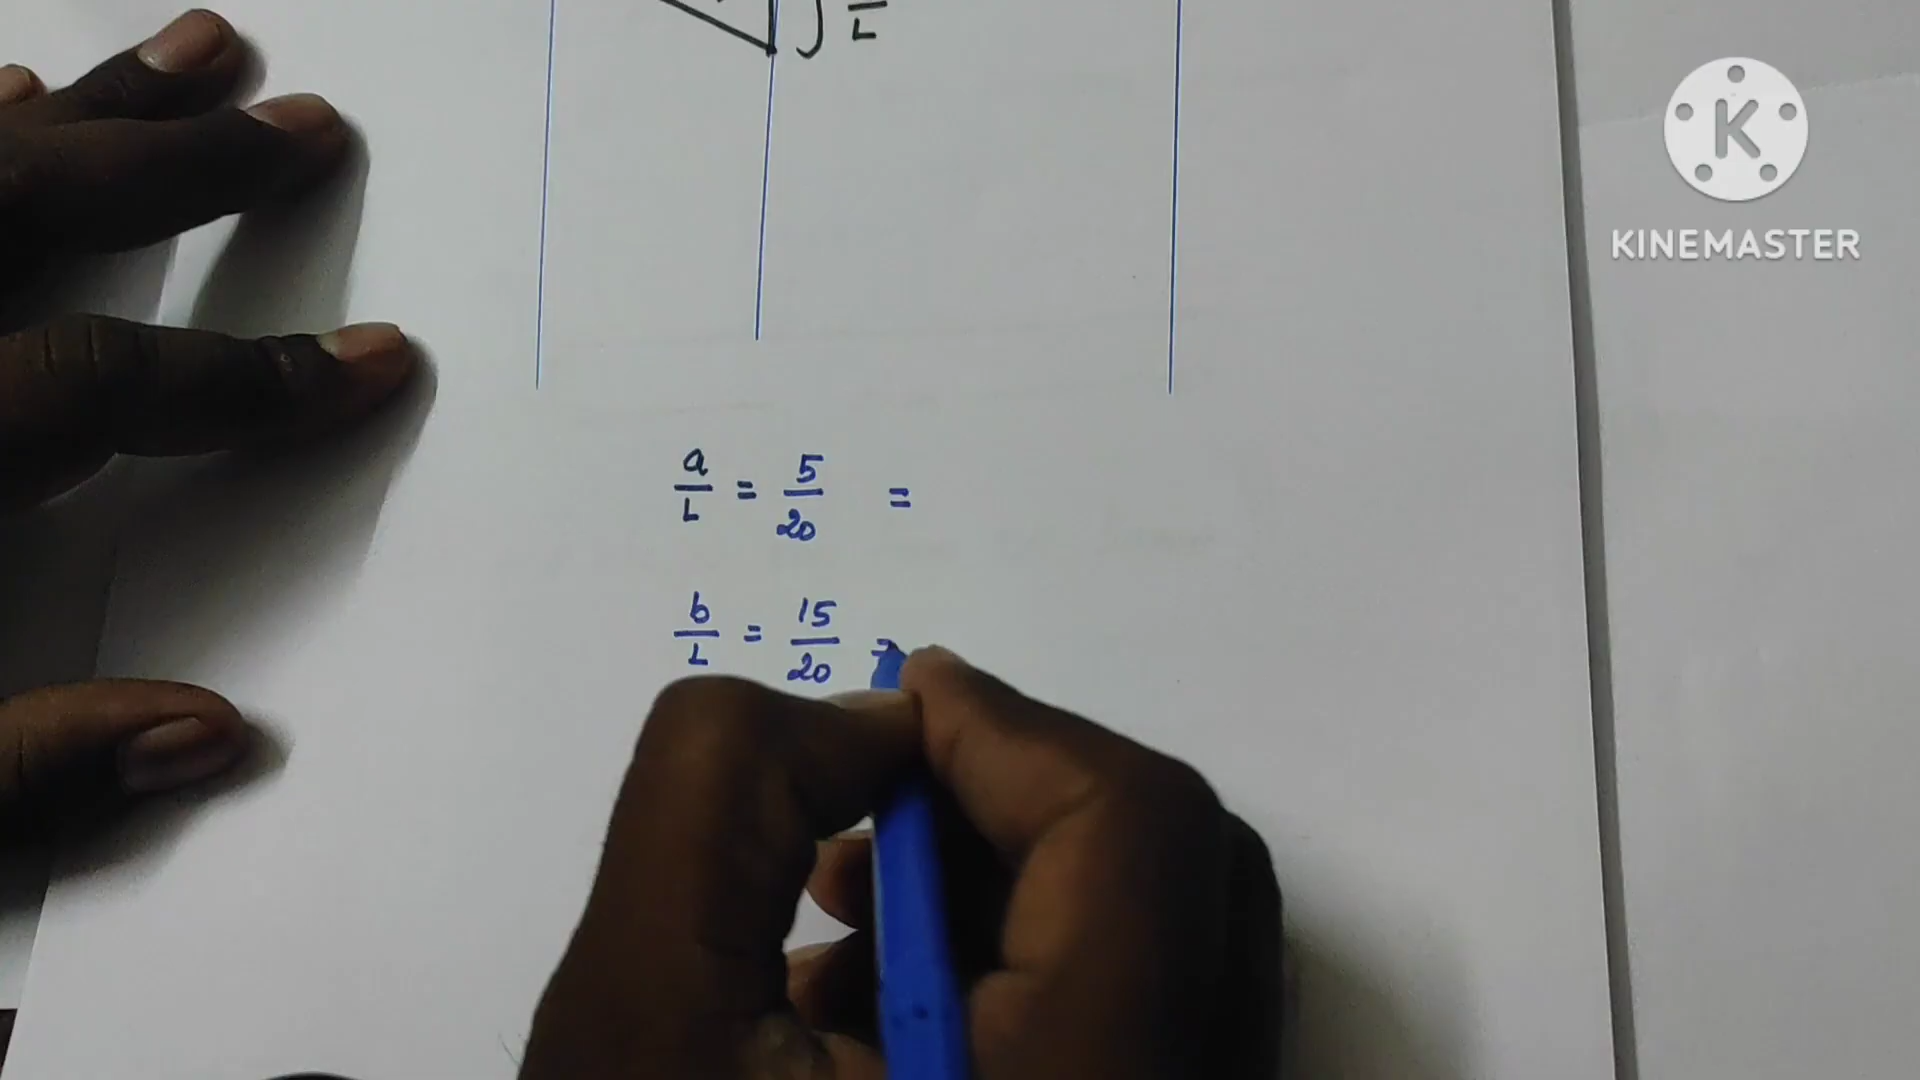 L
K
KINEMASTER
a/L = 5/20 =
b/L = 15/20 =